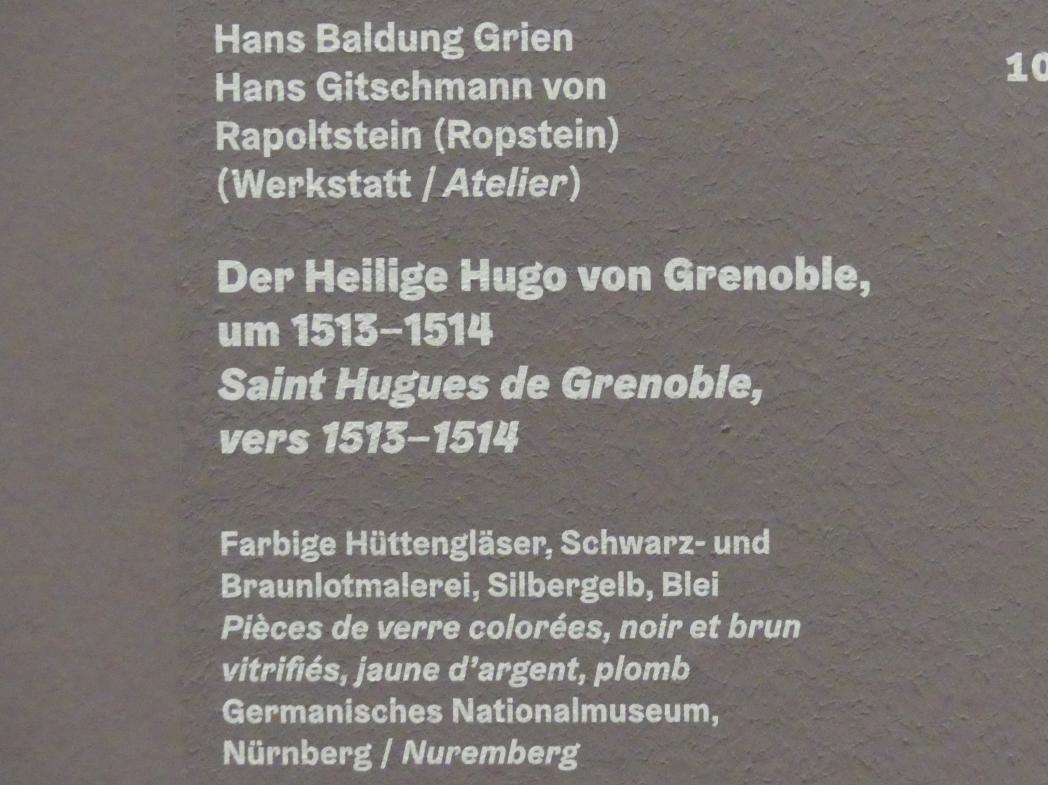 Hans Baldung Grien
Hans Gitschmann von
Rapoltstein (Ropstein)
(Werkstatt / Atelier)
Der Heilige Hugo von Grenoble,
um 1513–1514
Saint Hugues de Grenoble,
vers 1513–1514
Farbige Hüttengläser, Schwarz- und
Braunlotmalerei, Silbergelb, Blei
Pièces de verre colorées, noir et brun
vitrifiés, jaune d'argent, plomb
Germanisches Nationalmuseum,
Nürnberg / Nuremberg